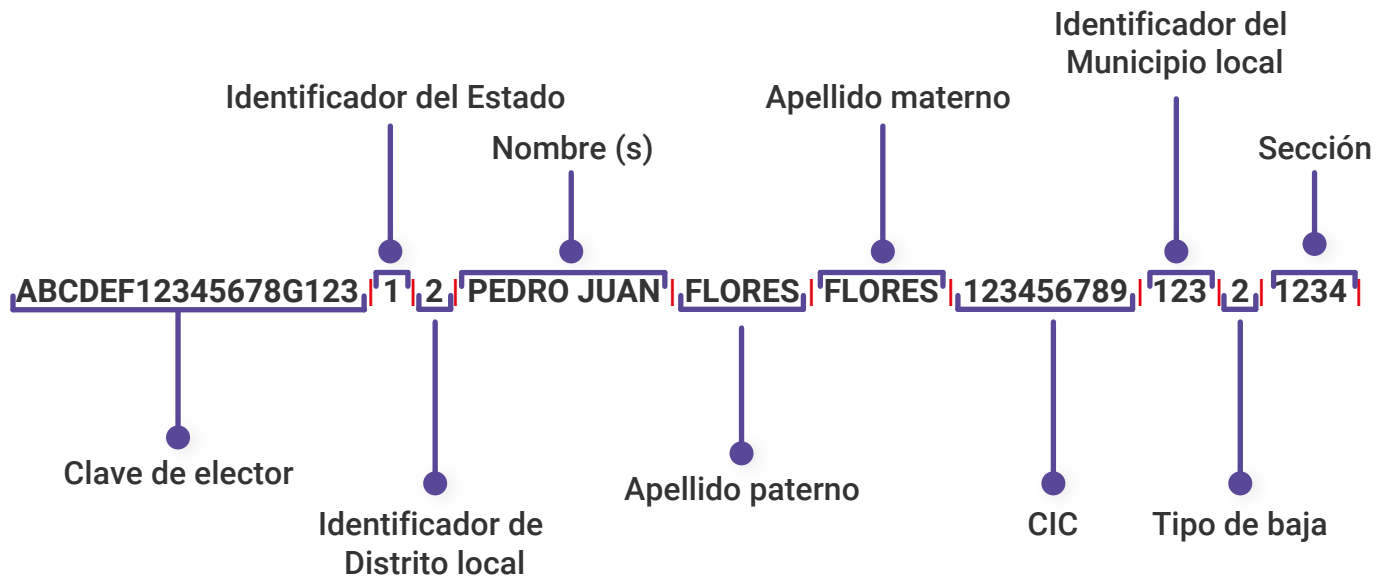 Identificador del
Municipio local
Identificador del Estado
Apellido materno
Nombre (s)
Sección
ABCDEF12345678G123|1|2|PEDRO JUAN|FLORES|FLORES|123456789|123|2|1234|
Clave de elector
Apellido paterno
Identificador de
Distrito local
CIC
Tipo de baja